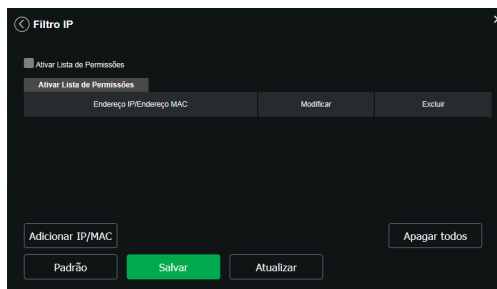 Filtro IP
Ativar Lista de Permissões
Ativar Lista de Permissões
Endereço IP/Endereço MAC Modificar Excluir
Adicionar IP/MAC Apagar todos
Padrão Salvar Atualizar